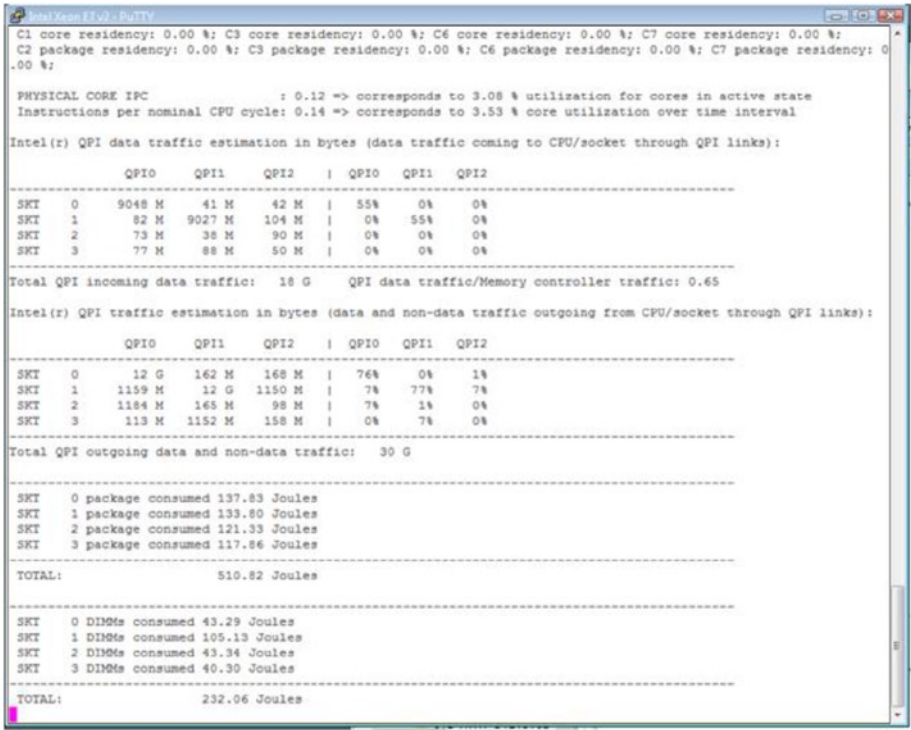 Intel Xeon E7 v2 - PuTTY
C1 core residency: 0.00 %; C3 core residency: 0.00 %; C6 core residency: 0.00 %; C7 core residency: 0.00 %;
C2 package residency: 0.00 %; C3 package residency: 0.00 %; C6 package residency: 0.00 %; C7 package residency: 0
.00 %;
PHYSICAL CORE IPC : 0.12 => corresponds to 3.08 % utilization for cores in active state
Instructions per nominal CPU cycle: 0.14 => corresponds to 3.53 % core utilization over time interval
Intel(r) QPI data traffic estimation in bytes (data traffic coming to CPU/socket through QPI links):
QPI0 QPI1 QPI2 | QPI0 QPI1 QPI2
SKT 0 9048 M 41 M 42 M | 55% 0% 0%
SKT 1 82 M 9027 M 104 M | 0% 55% 0%
SKT 2 73 M 38 M 90 M | 0% 0% 0%
SKT 3 77 M 88 M 50 M | 0% 0% 0%
Total QPI incoming data traffic: 18 G QPI data traffic/Memory controller traffic: 0.65
Intel(r) QPI traffic estimation in bytes (data and non-data traffic outgoing from CPU/socket through QPI links):
QPI0 QPI1 QPI2 | QPI0 QPI1 QPI2
SKT 0 12 G 162 M 168 M | 76% 0% 1%
SKT 1 1159 M 12 G 1150 M | 7% 77% 7%
SKT 2 1184 M 165 M 98 M | 7% 1% 0%
SKT 3 113 M 1152 M 158 M | 0% 7% 0%
Total QPI outgoing data and non-data traffic: 30 G
SKT 0 package consumed 137.83 Joules
SKT 1 package consumed 133.80 Joules
SKT 2 package consumed 121.33 Joules
SKT 3 package consumed 117.86 Joules
TOTAL: 510.82 Joules
SKT 0 DIMMs consumed 43.29 Joules
SKT 1 DIMMs consumed 105.13 Joules
SKT 2 DIMMs consumed 43.34 Joules
SKT 3 DIMMs consumed 40.30 Joules
TOTAL: 232.06 Joules